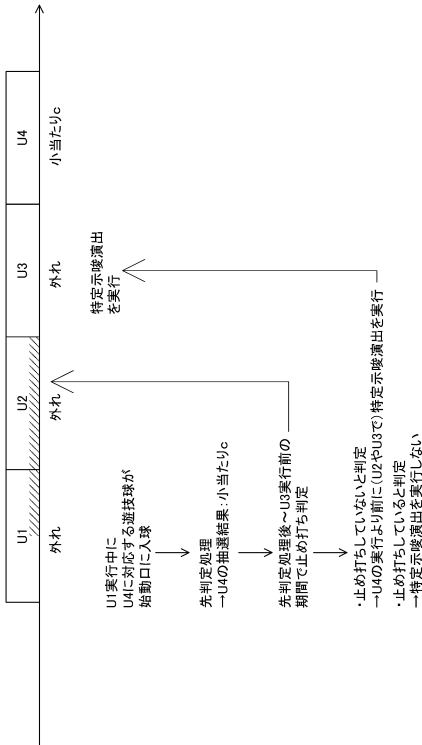 U1
U2
U3
U4
外れ
外れ
外れ
小当たりc
特定示唆演出
を実行
U1実行中に
U4に対応する遊技球が
始動口に入球
先判定処理
→U4の抽選結果:小当たりc
先判定処理後～U3実行前の
期間で止め打ち判定
・止め打ちしていないと判定
→U4の実行より前に(U2やU3で)特定示唆演出を実行
・止め打ちしていると判定
→特定示唆演出を実行しない